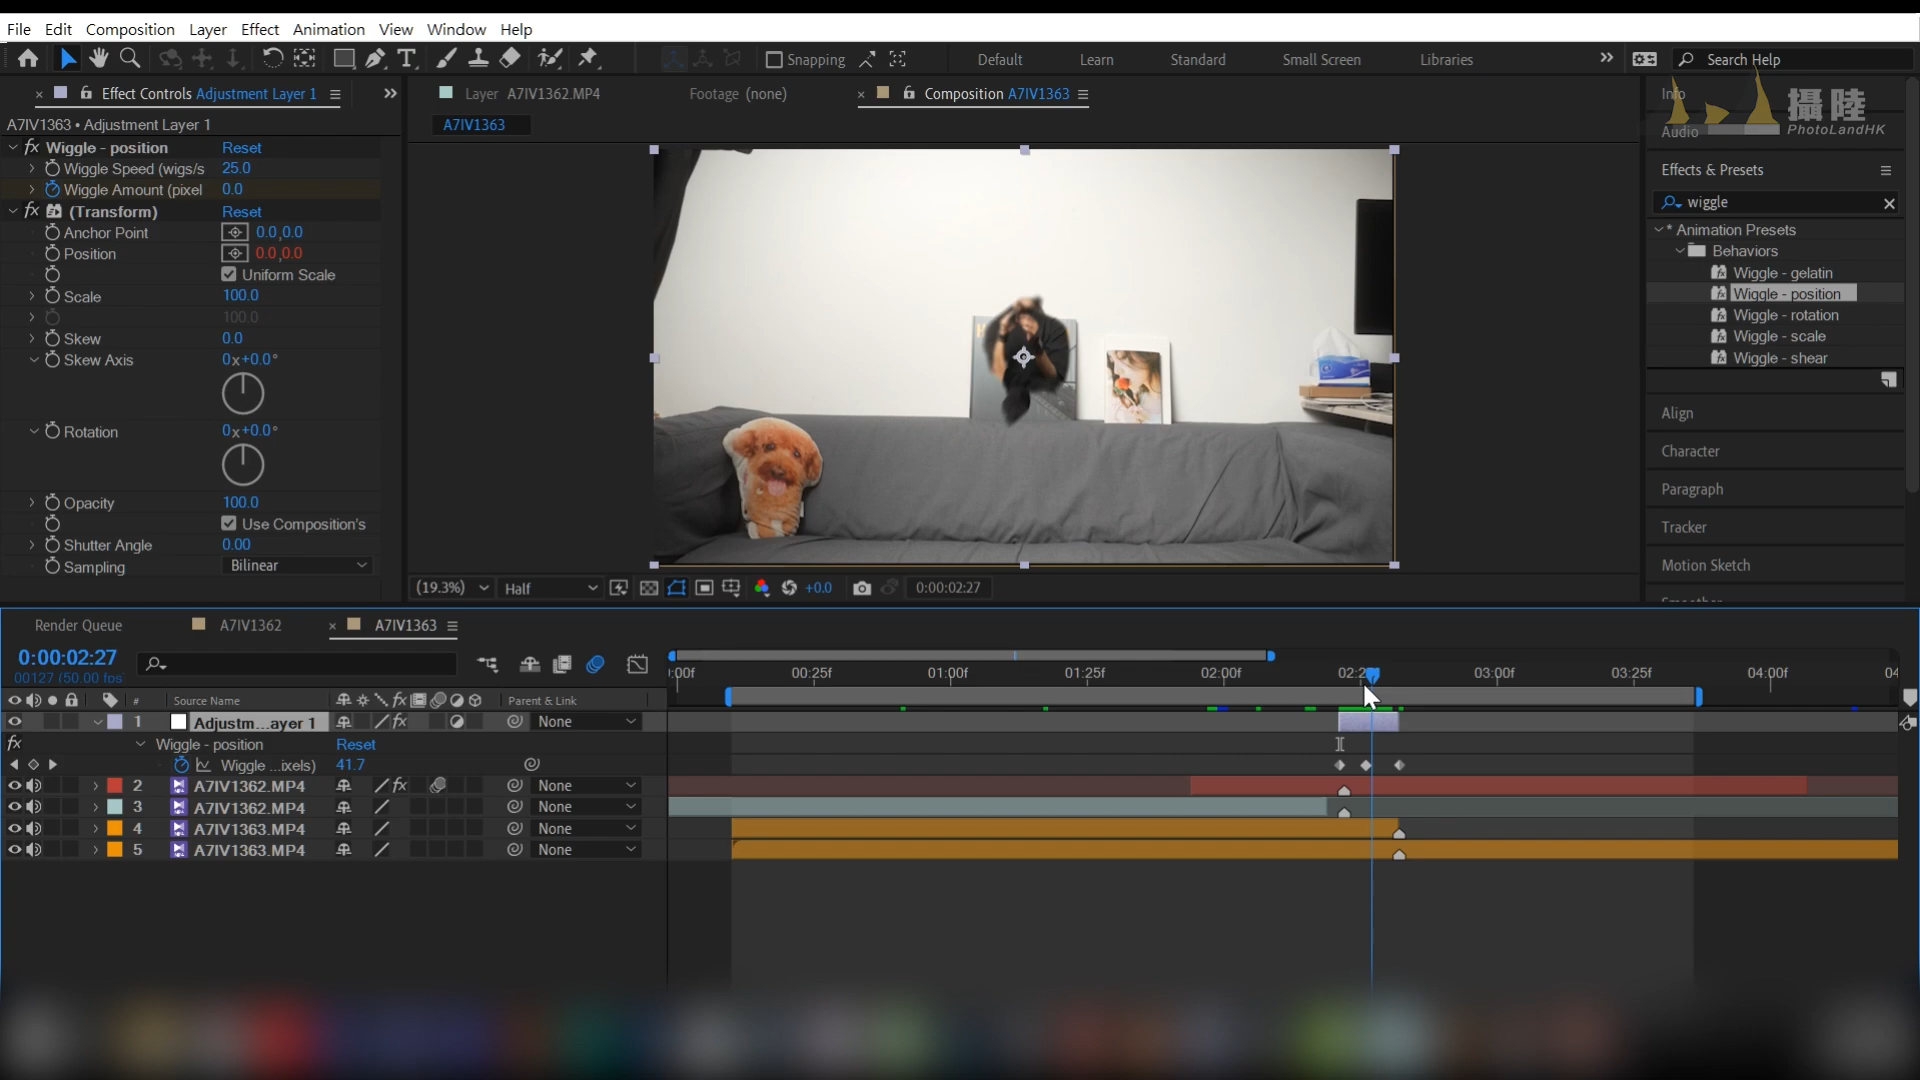 File Edit Composition Layer Effect Animation View Window Help
Snapping Default Learn Standard Small Screen Libraries Search Help
Effect Controls Adjustment Layer 1
Layer A7IV1362.MP4 Footage (none) Composition A7IV1363
A7IV1363 • Adjustment Layer 1
A7IV1363
Wiggle - position Reset
Wiggle Speed (wigs/s 25.0
Wiggle Amount (pixel 0.0
(Transform) Reset
Anchor Point 0.0,0.0
Position 0.0,0.0
Uniform Scale
Scale 100.0
100.0
Skew 0.0
Skew Axis 0x+0.0°
Rotation 0x+0.0°
Opacity 100.0
Use Composition's
Shutter Angle 0.00
Sampling Bilinear
(19.3%) Half +0.0 0:00:02:27
Info
攝陸
PhotoLandHK
Audio
Effects & Presets
wiggle
* Animation Presets
Behaviors
Wiggle - gelatin
Wiggle - position
Wiggle - rotation
Wiggle - scale
Wiggle - shear
Align
Character
Paragraph
Tracker
Motion Sketch
Render Queue A7IV1362 A7IV1363
0:00:02:27
00127 (50.00 fps)
:00f 00:25f 01:00f 01:25f 02:00f 02:2 03:00f 03:25f 04:00f 04
# Source Name fx Parent & Link
1 Adjustm...ayer 1 fx None
fx Wiggle - position Reset
Wiggle ...ixels) 41.7
2 A7IV1362.MP4 fx None
3 A7IV1362.MP4 None
4 A7IV1363.MP4 None
5 A7IV1363.MP4 None